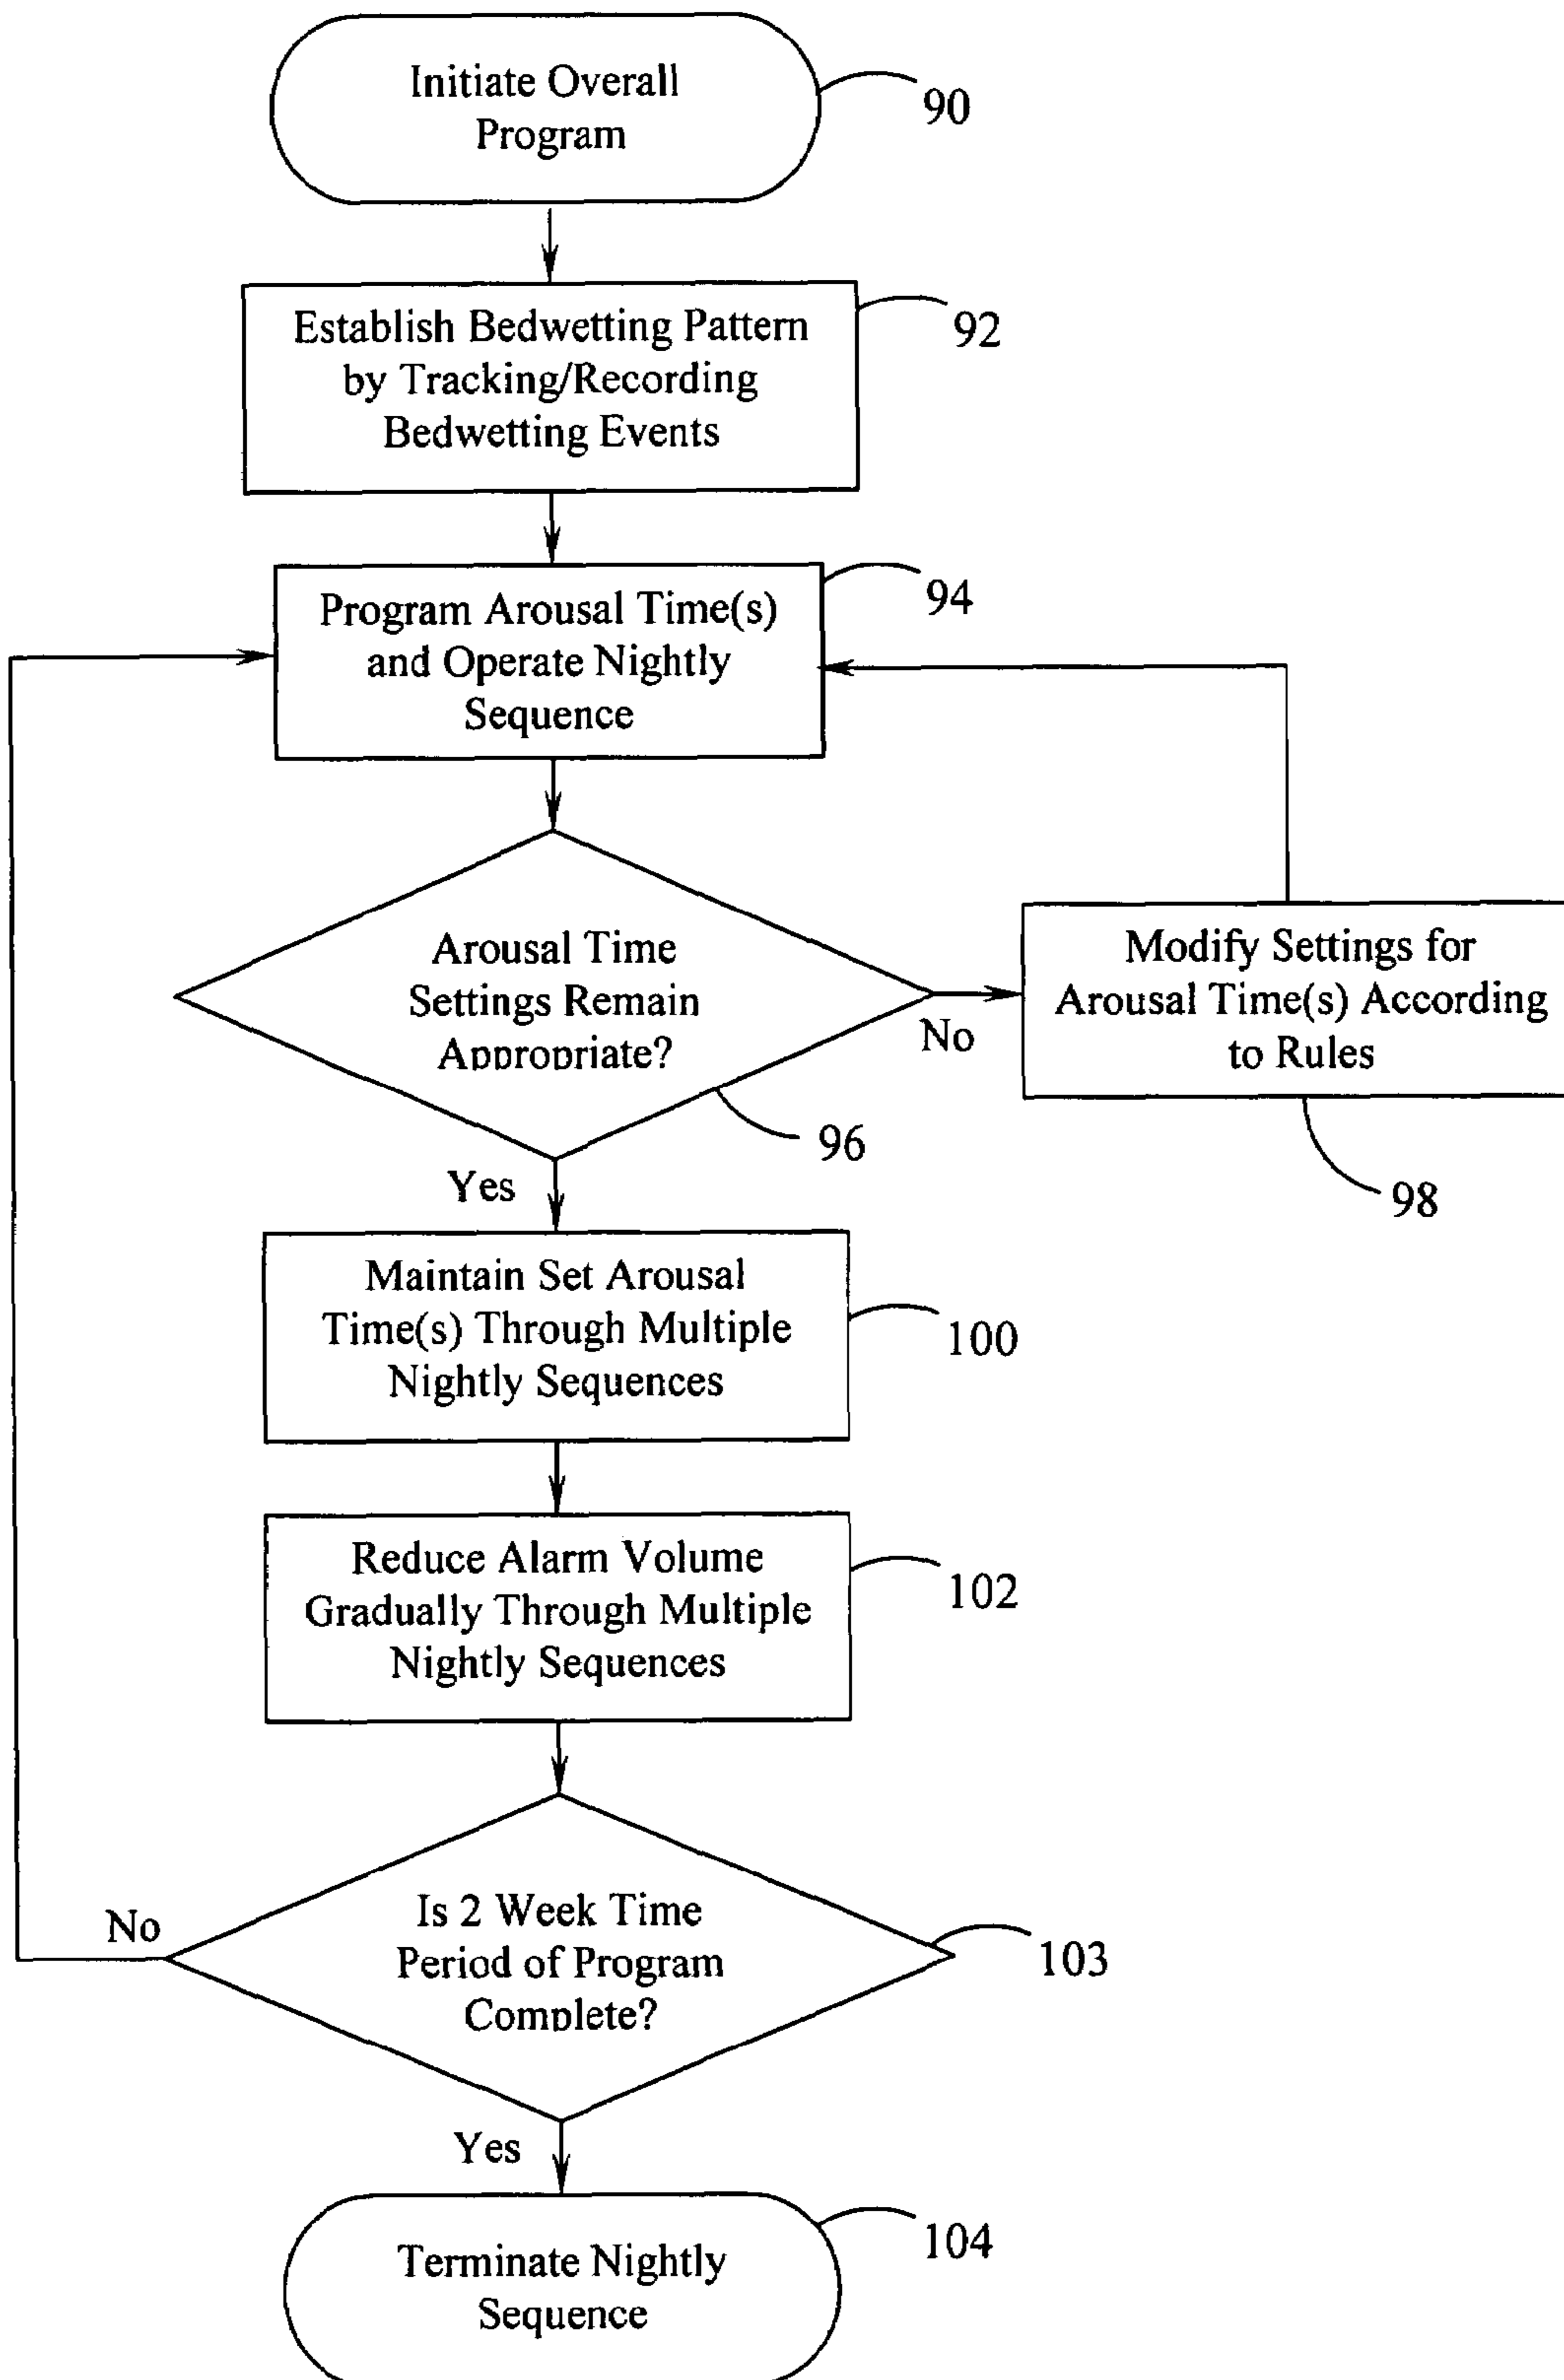 Initiate Overall
Program
90
Establish Bedwetting Pattern
by Tracking/Recording
Bedwetting Events
92
Program Arousal Time(s)
and Operate Nightly
Sequence
94
Arousal Time
Settings Remain
Appropriate?
96
No
Modify Settings for
Arousal Time(s) According
to Rules
98
Yes
Maintain Set Arousal
Time(s) Through Multiple
Nightly Sequences
100
Reduce Alarm Volume
Gradually Through Multiple
Nightly Sequences
102
Is 2 Week Time
Period of Program
Complete?
103
No
Yes
Terminate Nightly
Sequence
104